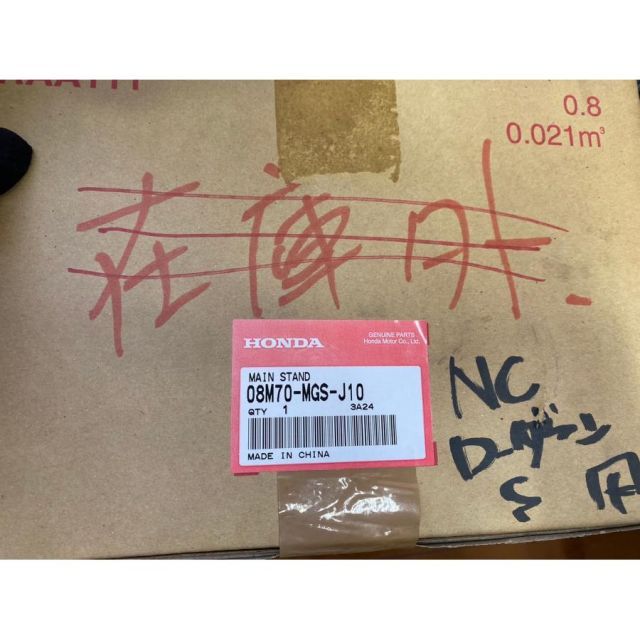 0.8
0.021m³
在庫
HONDA
GENUINE PARTS
Honda Motor Co., Ltd.
MAIN STAND
08M70-MGS-J10
QTY 1 3A24
MADE IN CHINA
NC
ローダウン
S 用